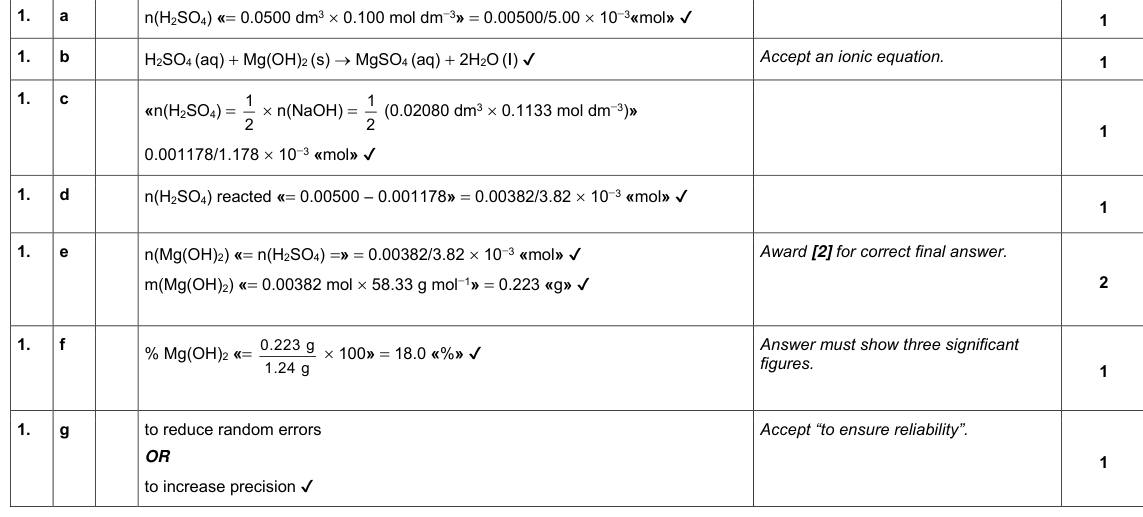 1. a n(H₂SO₄) «= 0.0500 dm³ × 0.100 mol dm⁻³» = 0.00500/5.00 × 10⁻³«mol» ✓ 1
1. b H₂SO₄ (aq) + Mg(OH)₂ (s) → MgSO₄ (aq) + 2H₂O (l) ✓ Accept an ionic equation. 1
1. c «n(H₂SO₄) = 1/2 × n(NaOH) = 1/2 (0.02080 dm³ × 0.1133 mol dm⁻³)»
0.001178/1.178 × 10⁻³ «mol» ✓ 1
1. d n(H₂SO₄) reacted «= 0.00500 – 0.001178» = 0.00382/3.82 × 10⁻³ «mol» ✓ 1
1. e n(Mg(OH)₂) «= n(H₂SO₄) =» = 0.00382/3.82 × 10⁻³ «mol» ✓ Award [2] for correct final answer.
m(Mg(OH)₂) «= 0.00382 mol × 58.33 g mol⁻¹» = 0.223 «g» ✓ 2
1. f % Mg(OH)₂ «= 0.223 g/1.24 g × 100» = 18.0 «%» ✓ Answer must show three significant
figures. 1
1. g to reduce random errors Accept “to ensure reliability”.
OR
to increase precision ✓ 1